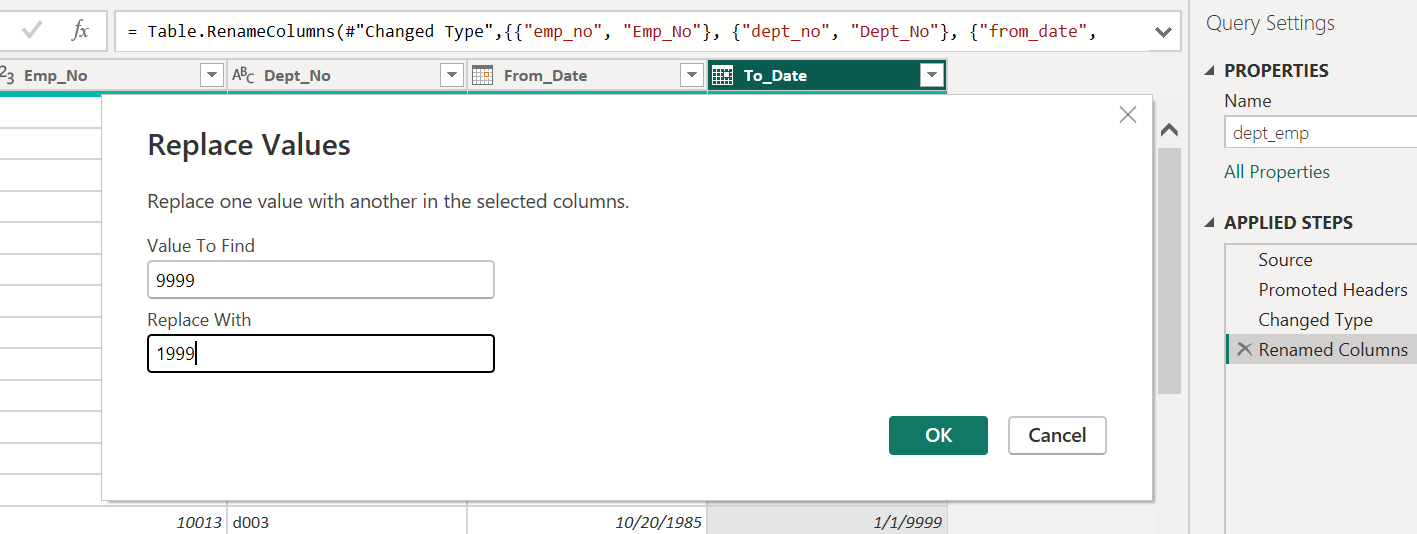 fx = Table.RenameColumns(#"Changed Type",{{"emp_no", "Emp_No"}, {"dept_no", "Dept_No"}, {"from_date",
23 Emp_No ABC Dept_No From_Date To_Date
Replace Values
Replace one value with another in the selected columns.
Value To Find
9999
Replace With
1999
OK Cancel
10013 d003 10/20/1985 1/1/9999
Query Settings
PROPERTIES
Name
dept_emp
All Properties
APPLIED STEPS
Source
Promoted Headers
Changed Type
Renamed Columns